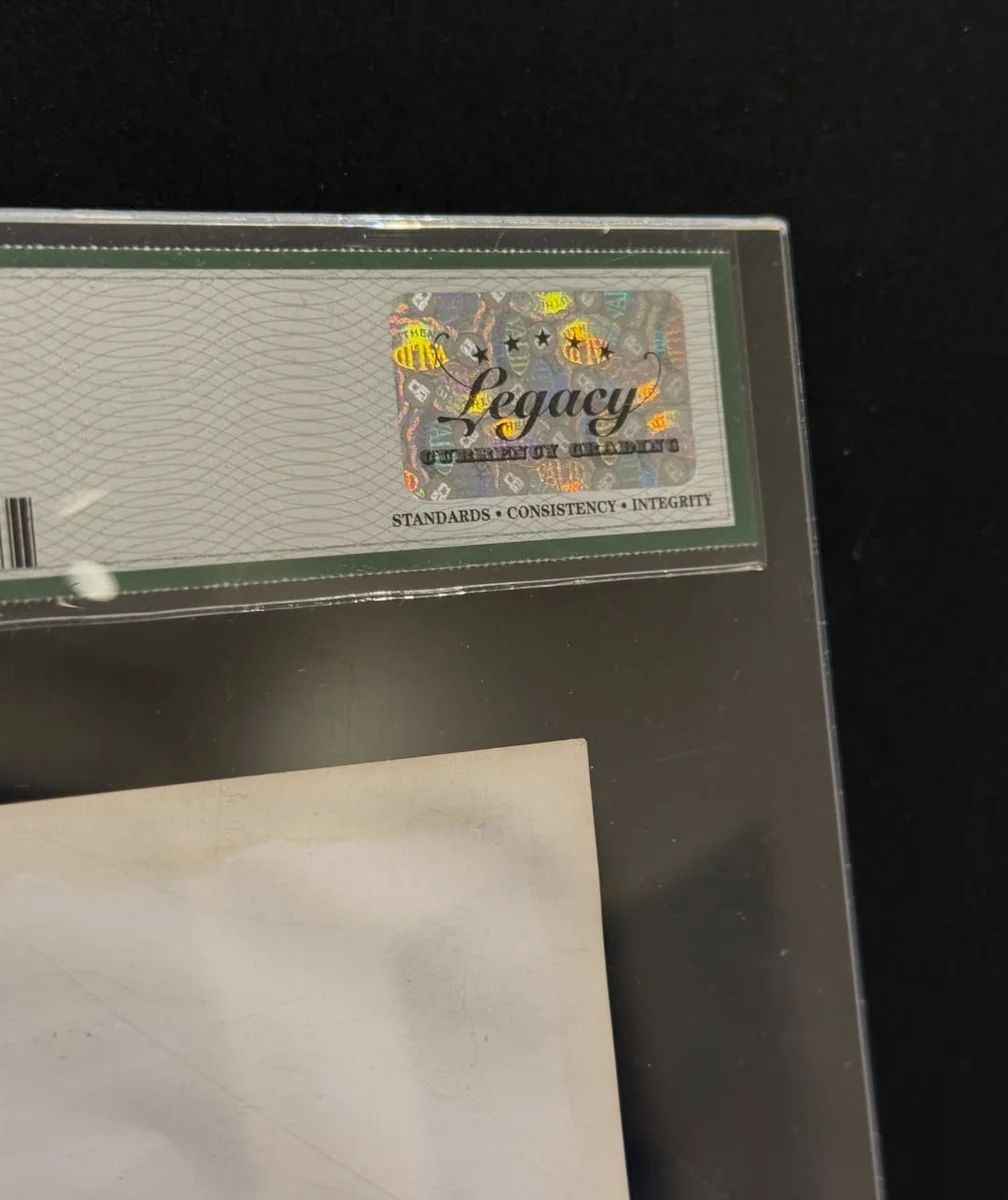 Legacy
CURRENCY GRADING
STANDARDS • CONSISTENCY • INTEGRITY